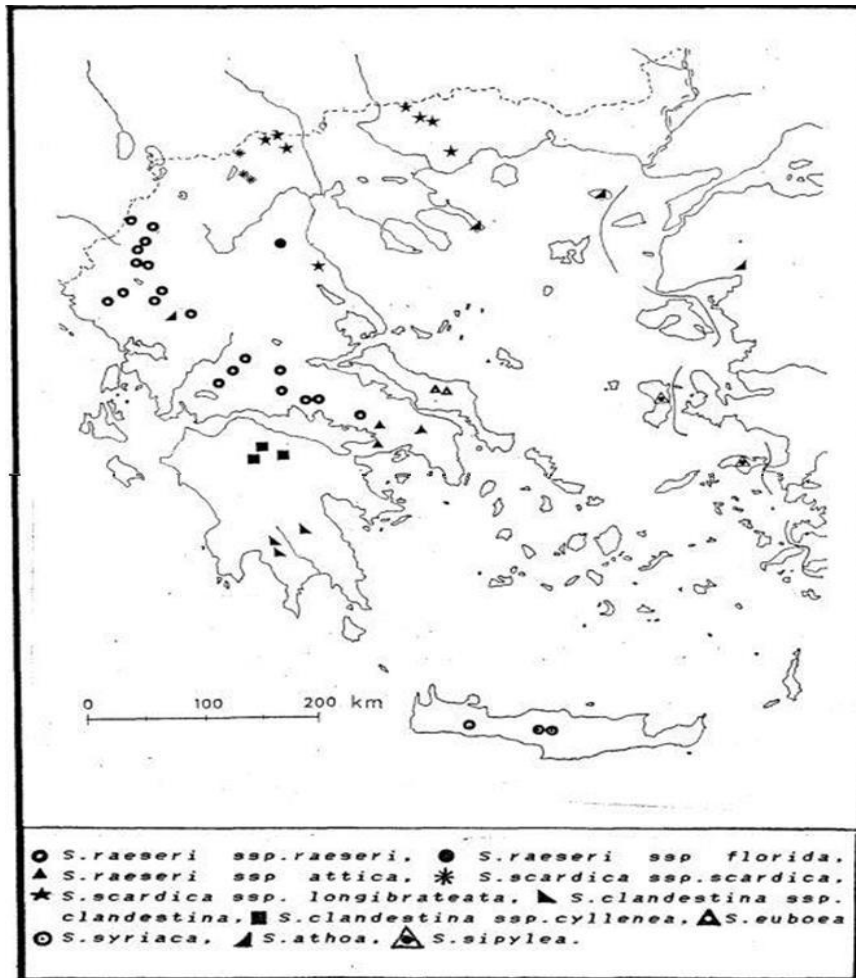 0 100 200 km
S.raeseri ssp.raeseri, S.raeseri ssp florida,
S.raeseri ssp attica, S.scardica ssp.scardica,
S.scardica ssp. longibrateata, S.clandestina ssp.
clandestina, S.clandestina ssp.cyllenea, S.euboea
S.syriaca, S.athoa, S.sipylea.